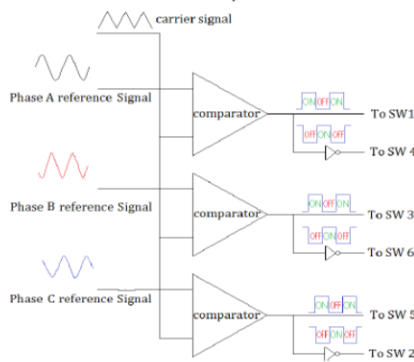 carrier signal
Phase A reference Signal
comparator
ON OFF ON
To SW1
OFF ON OFF
To SW 4
Phase B reference Signal
comparator
ON OFF ON
To SW 3
OFF ON OFF
To SW 6
Phase C reference Signal
comparator
ON OFF ON
To SW 5
OFF ON OFF
To SW 2